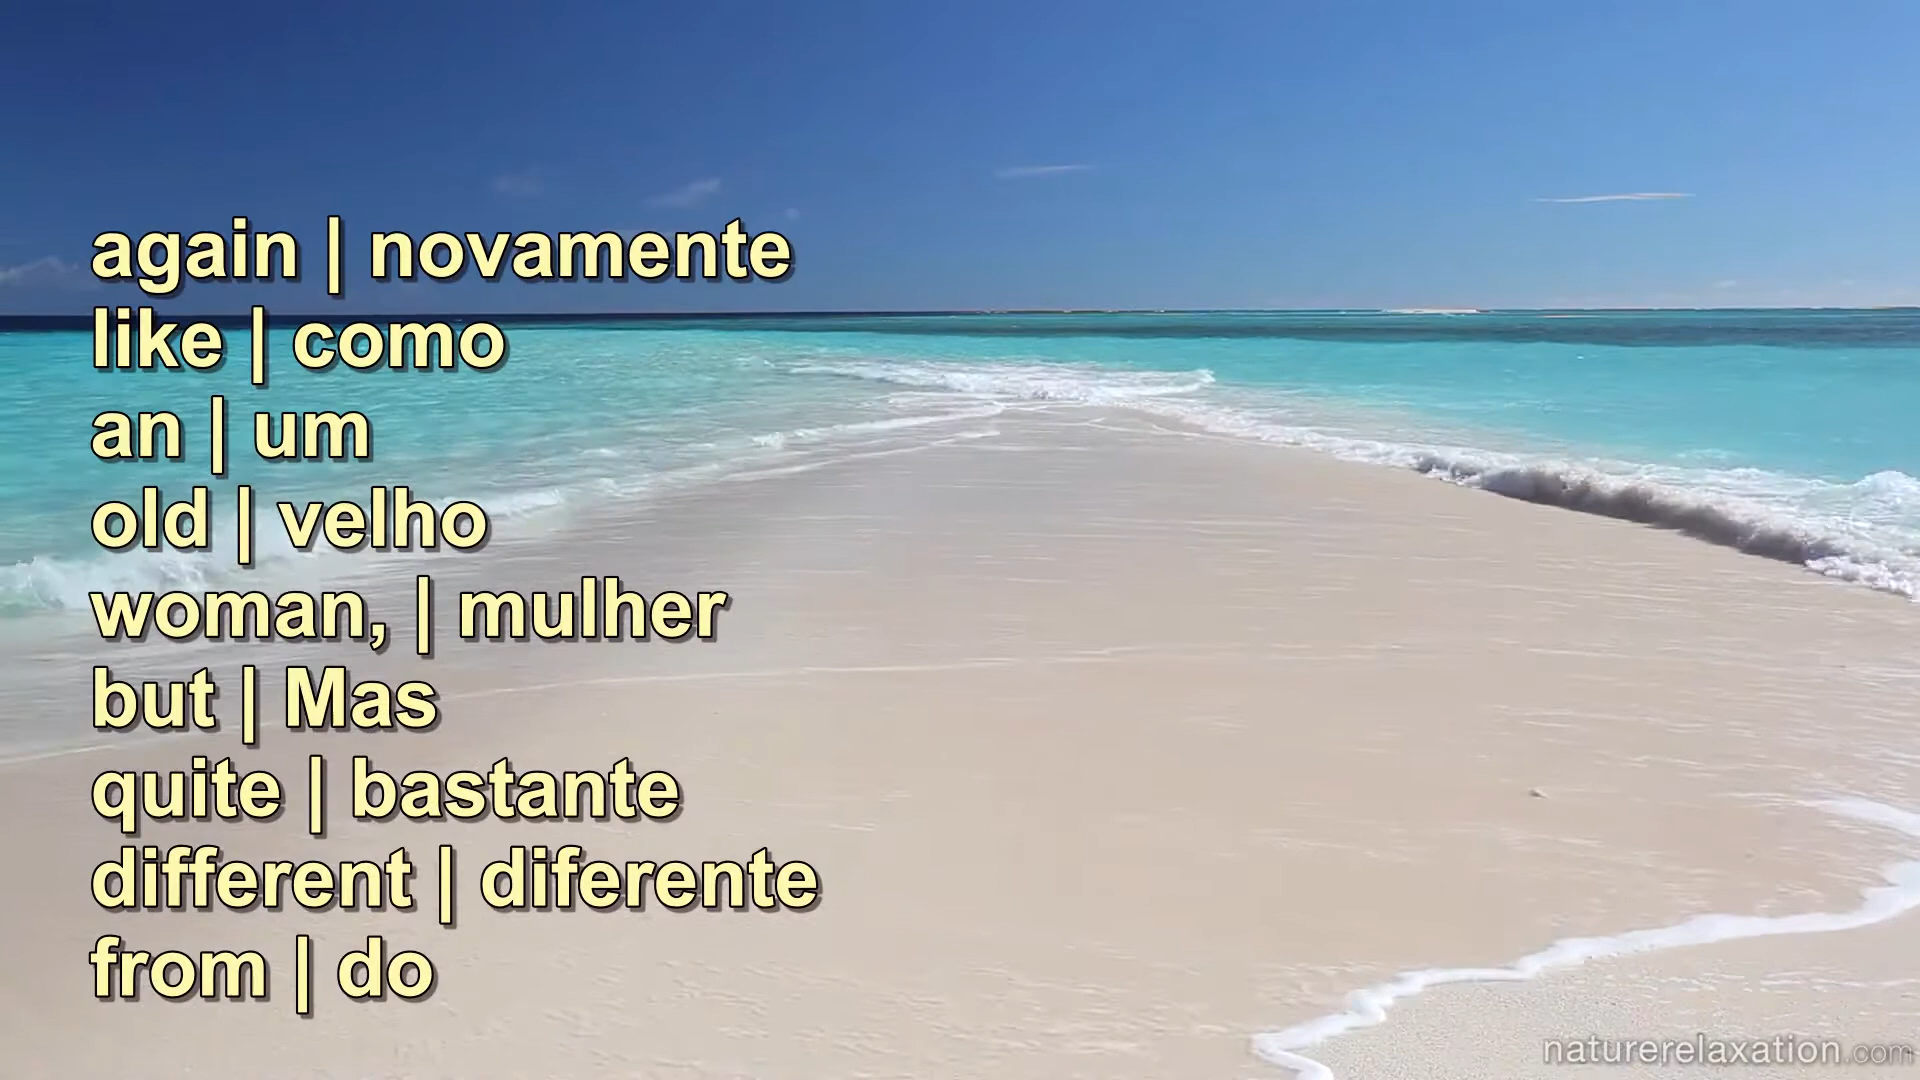 again | novamente
like | como
an | um
old | velho
woman, | mulher
but | Mas
quite | bastante
different | diferente
from | do
naturerelaxation.com